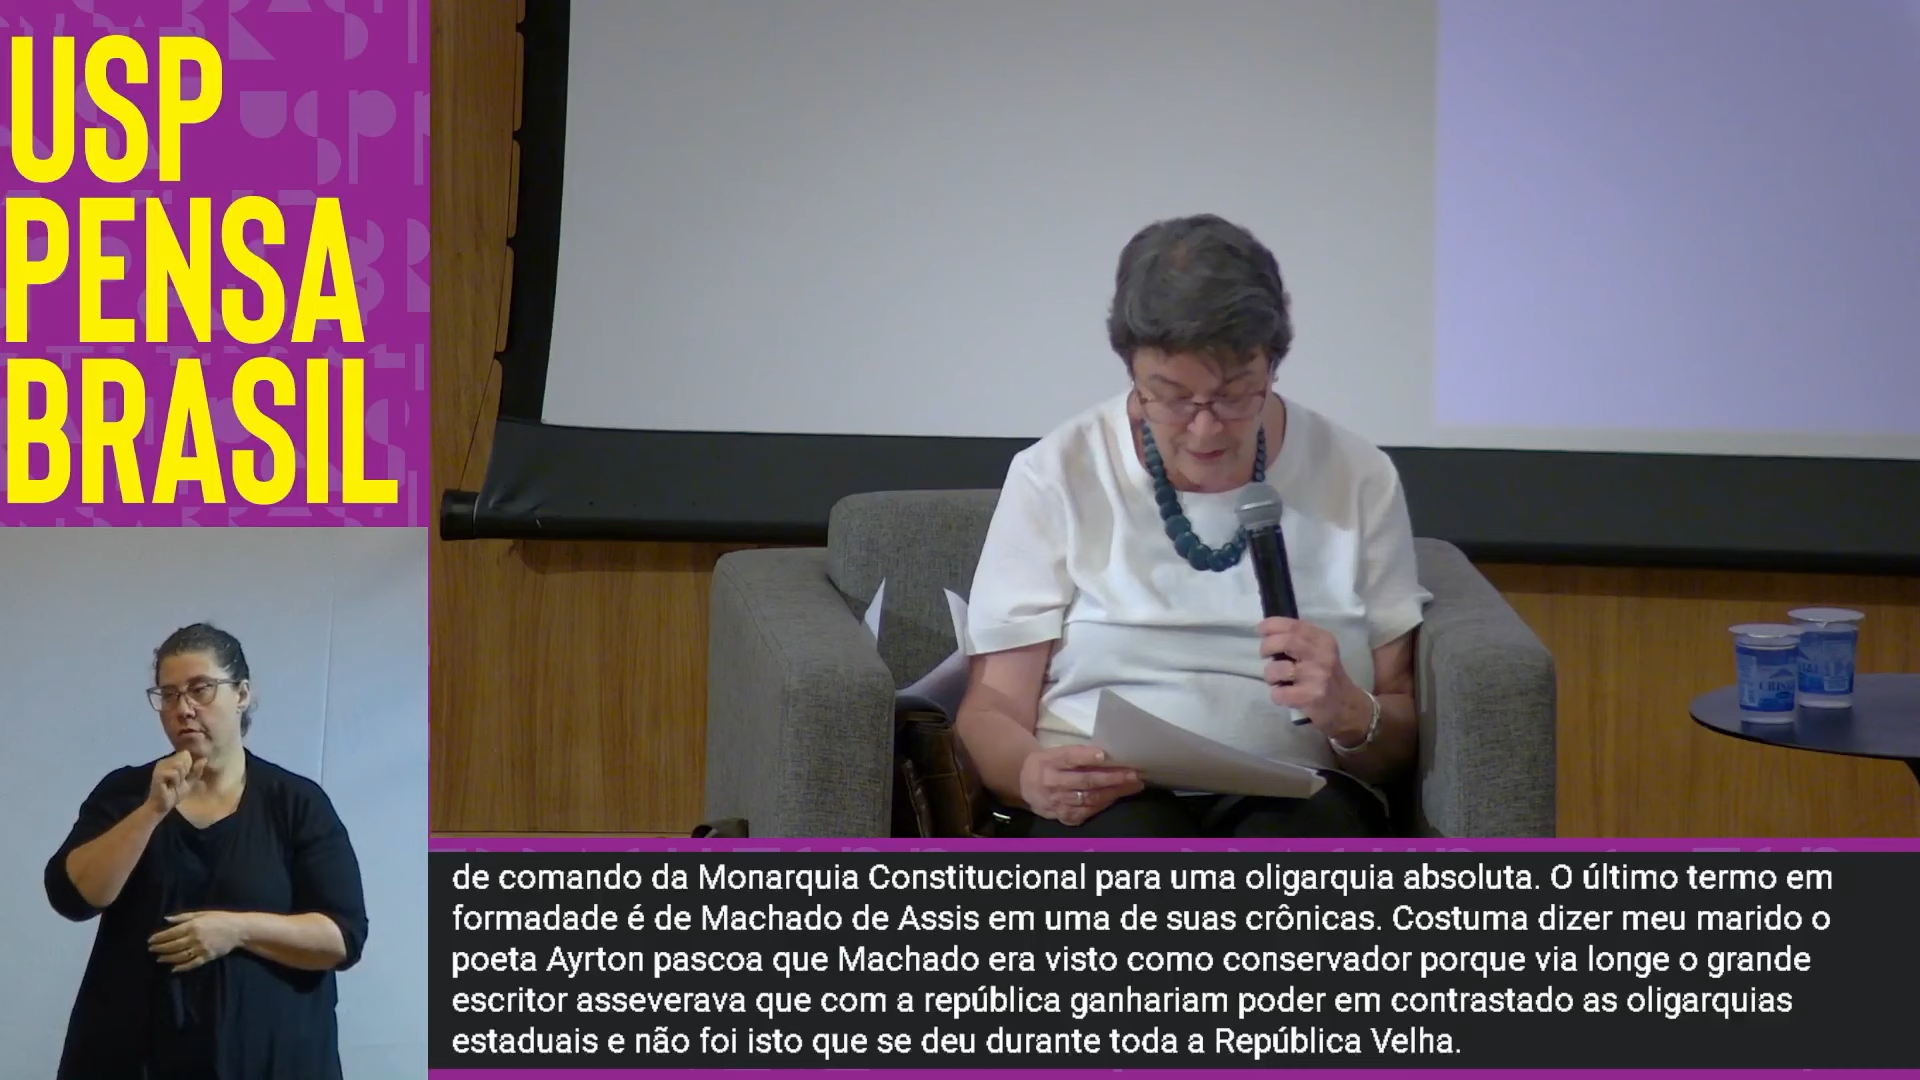 USP
PENSA
BRASIL
de comando da Monarquia Constitucional para uma oligarquia absoluta. O último termo em
formadade é de Machado de Assis em uma de suas crônicas. Costuma dizer meu marido o
poeta Ayrton pascoa que Machado era visto como conservador porque via longe o grande
escritor asseverava que com a república ganhariam poder em contrastado as oligarquias
estaduais e não foi isto que se deu durante toda a República Velha.